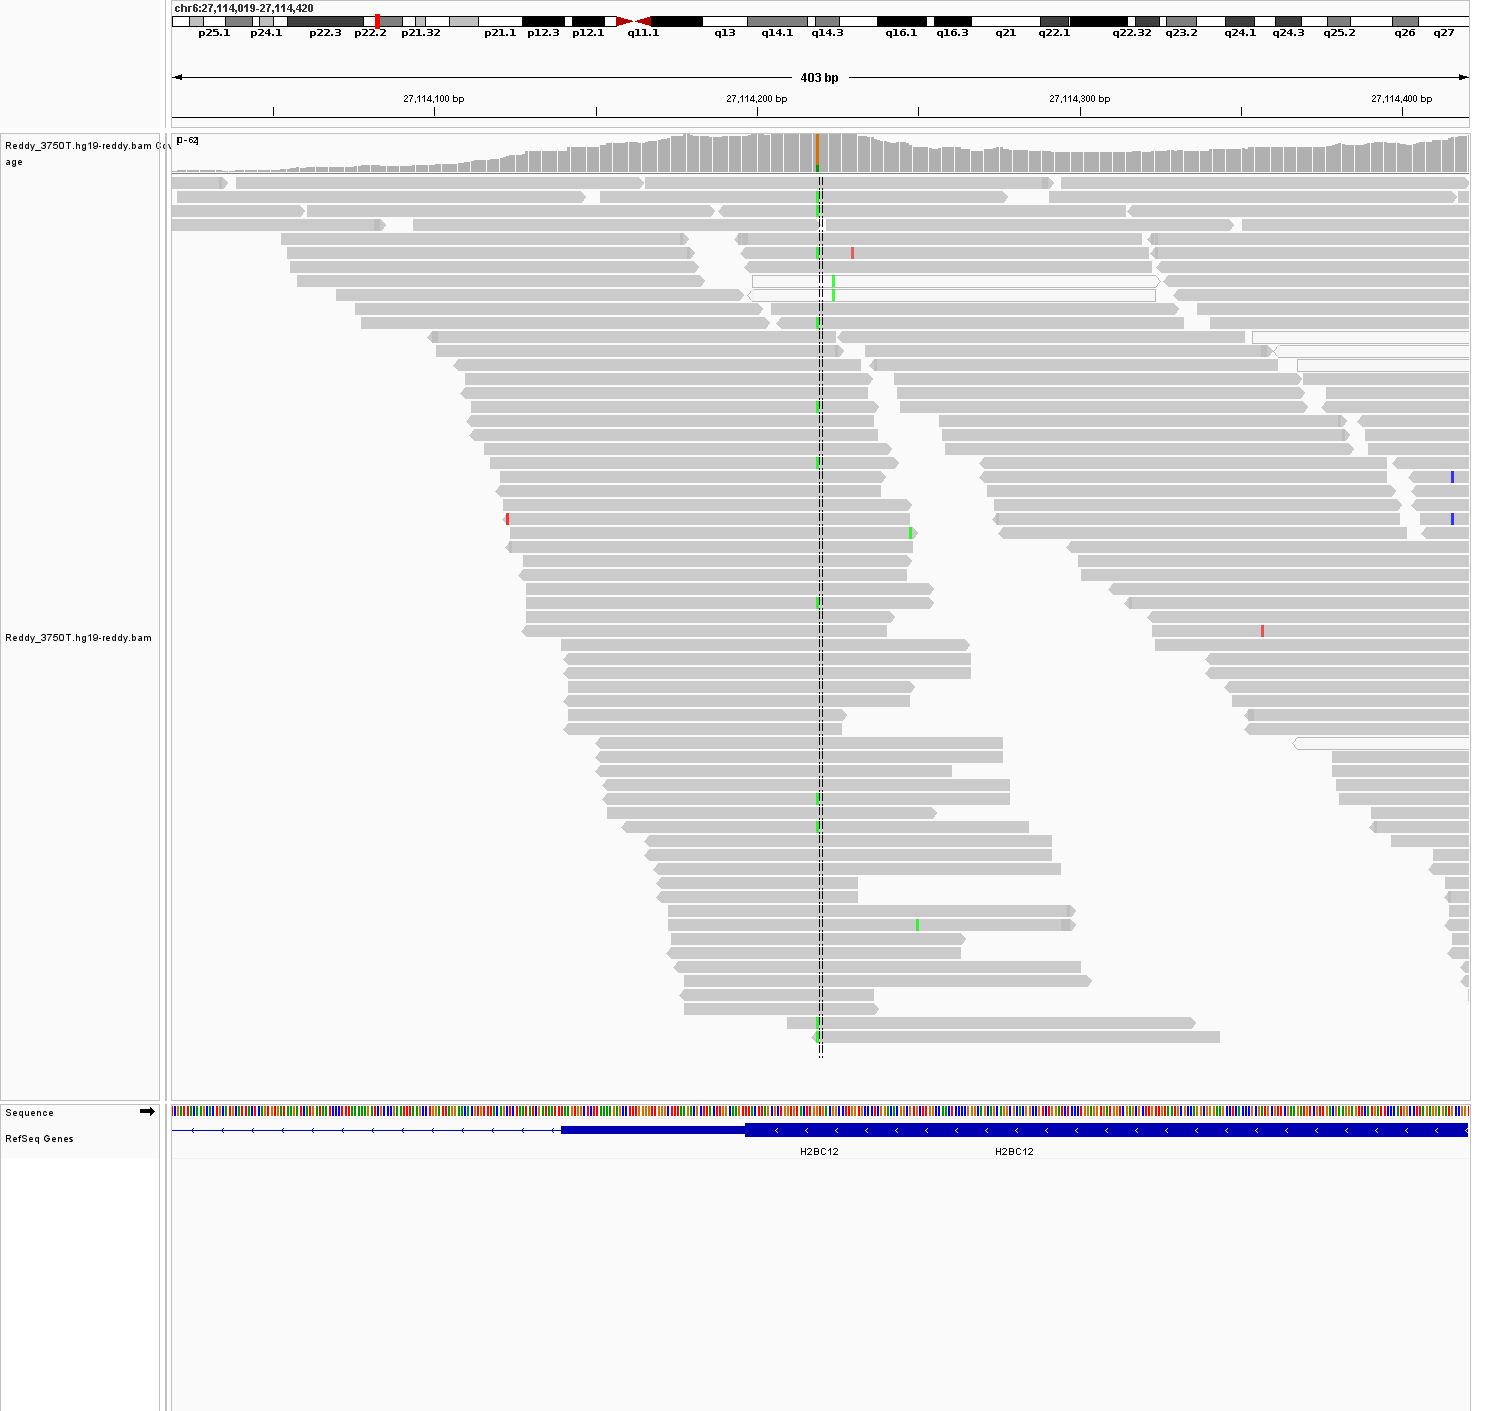 chr6:27,114,019-27,114,420
p25.1 p24.1 p22.3 p22.2 p21.32 p21.1 p12.3 p12.1 q11.1 q13 q14.1 q14.3 q16.1 q16.3 q21 q22.1 q22.32 q23.2 q24.1 q24.3 q25.2 q26 q27
403 bp
27,114,100 bp 27,114,200 bp 27,114,300 bp 27,114,400 bp
[0-62]
Reddy_3750T.hg19-reddy.bam Cov
age
Reddy_3750T.hg19-reddy.bam
Sequence
RefSeq Genes
H2BC12 H2BC12